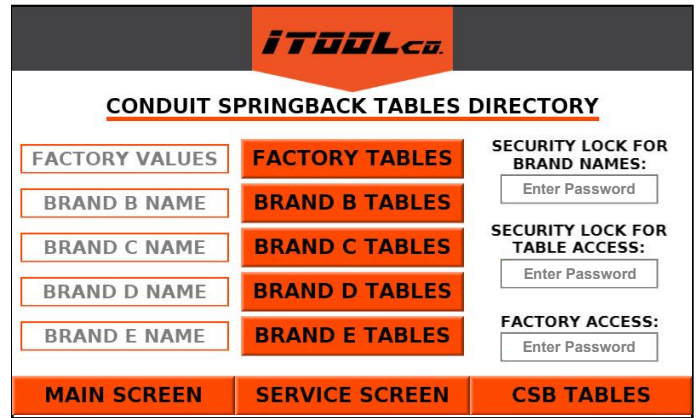 iTOOLco.
CONDUIT SPRINGBACK TABLES DIRECTORY
FACTORY VALUES
FACTORY TABLES
BRAND B NAME
BRAND B TABLES
BRAND C NAME
BRAND C TABLES
BRAND D NAME
BRAND D TABLES
BRAND E NAME
BRAND E TABLES
SECURITY LOCK FOR
BRAND NAMES:
Enter Password
SECURITY LOCK FOR
TABLE ACCESS:
Enter Password
FACTORY ACCESS:
Enter Password
MAIN SCREEN
SERVICE SCREEN
CSB TABLES